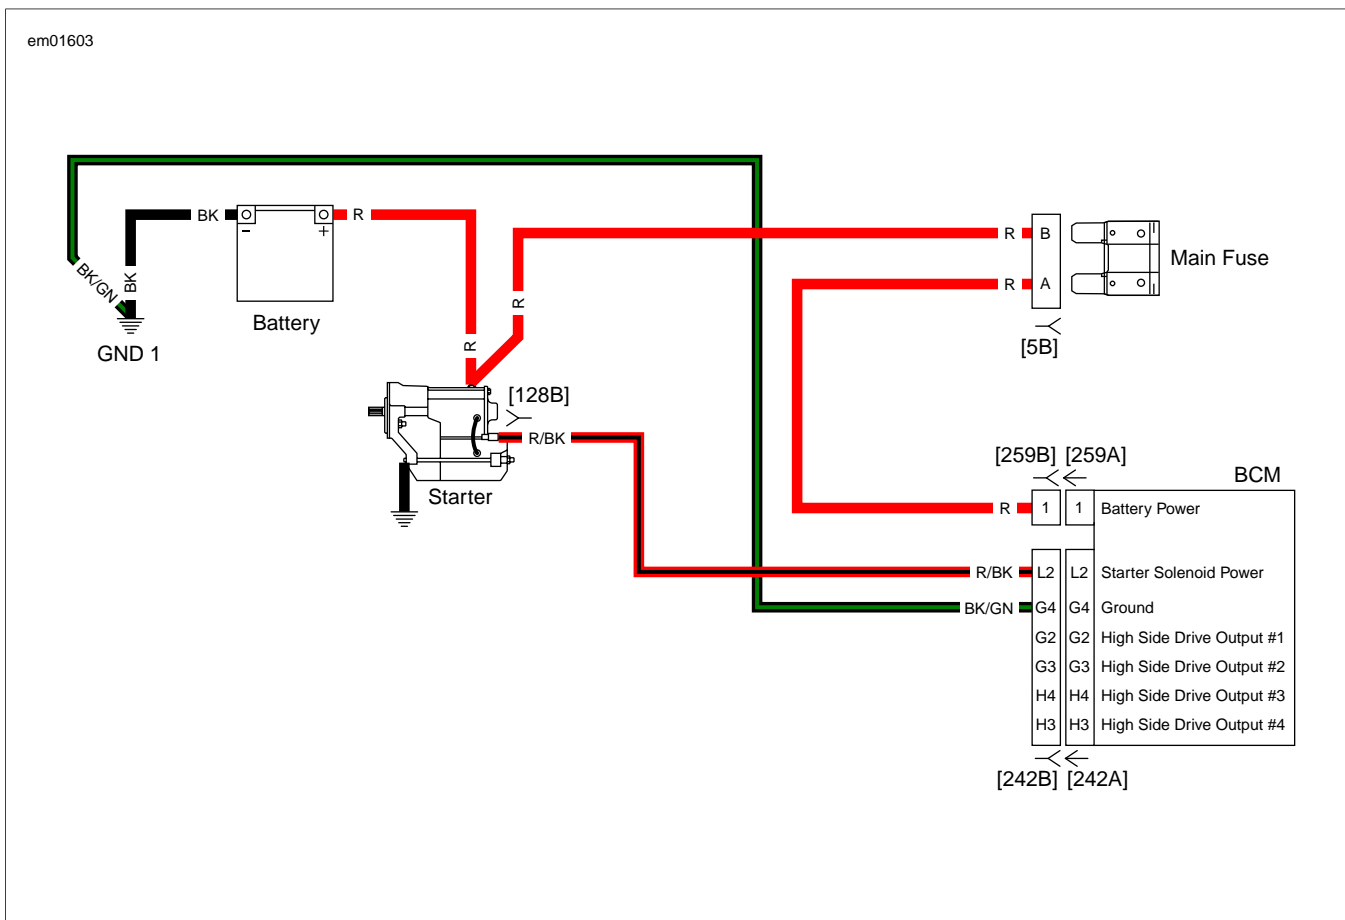 em01603
BK
R
BK/GN
BK
Battery
GND 1
R
R
[128B]
R/BK
Starter
R
B
R
A
Main Fuse
[5B]
[259B] [259A]
BCM
R
1
1
Battery Power
R/BK
L2
L2
Starter Solenoid Power
BK/GN
G4
G4
Ground
G2
G2
High Side Drive Output #1
G3
G3
High Side Drive Output #2
H4
H4
High Side Drive Output #3
H3
H3
High Side Drive Output #4
[242B] [242A]